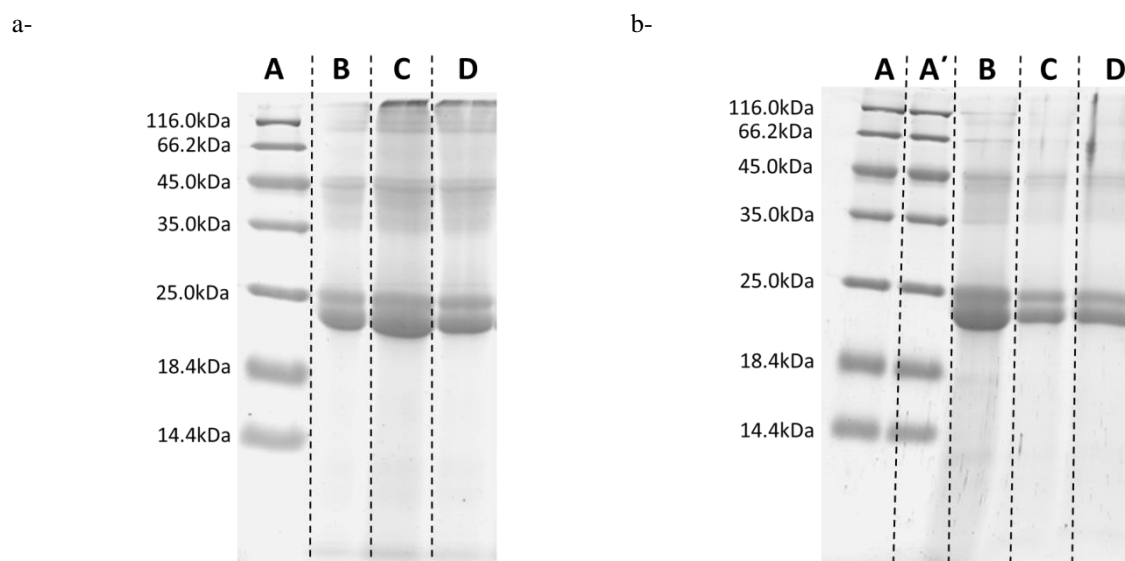 a-
A B C D
116.0kDa
66.2kDa
45.0kDa
35.0kDa
25.0kDa
18.4kDa
14.4kDa
b-
A A′ B C D
116.0kDa
66.2kDa
45.0kDa
35.0kDa
25.0kDa
18.4kDa
14.4kDa